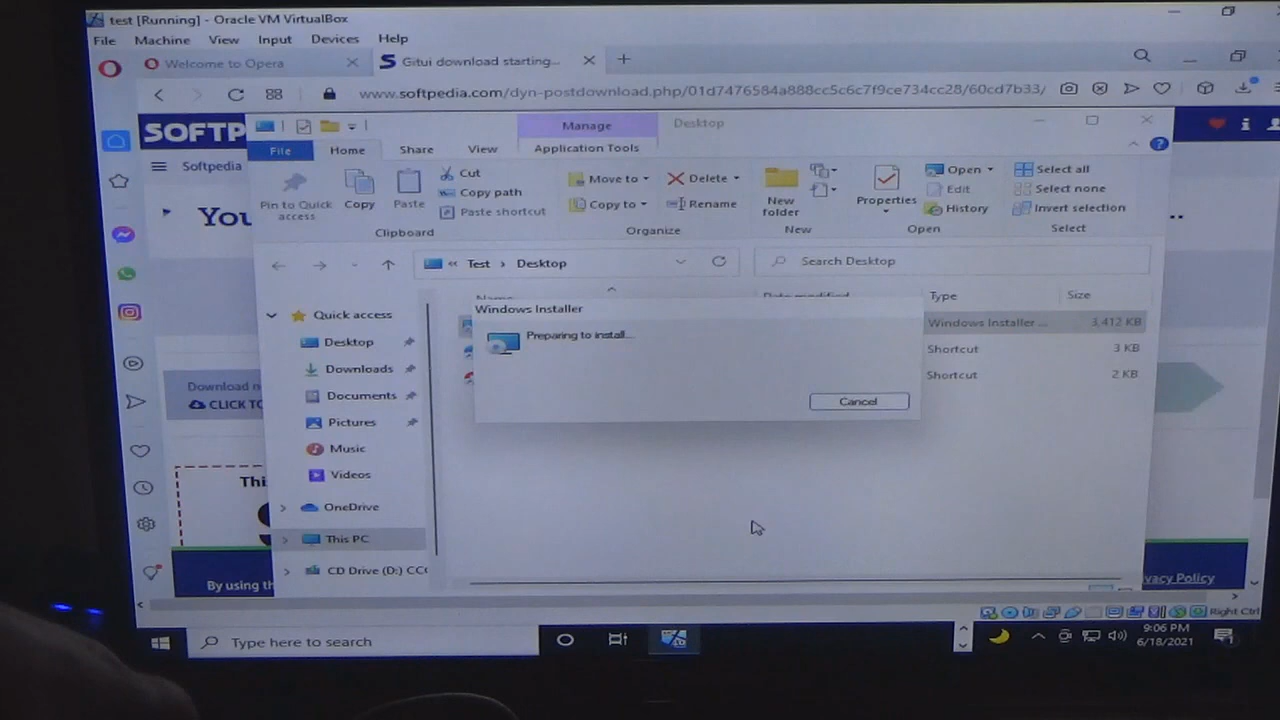 test [Running] - Oracle VM VirtualBox
File Machine View Input Devices Help
Welcome to Opera
Gitui download starting...
www.softpedia.com/dyn-postdownload.php/01d7476584a888cc5c6c7f9ce734cc28/60cd7b33/
SOFTP
Manage
Desktop
File Home Share View Application Tools
Softpedia
You
Pin to Quick access
Copy
Paste
Cut
Copy path
Paste shortcut
Clipboard
Move to
Copy to
Delete
Rename
Organize
New folder
New
Properties
Open
Edit
History
Open
Select all
Select none
Invert selection
Select
Test > Desktop
Search Desktop
Name Date modified Type Size
Windows Installer ... 3,412 KB
Shortcut 3 KB
Shortcut 2 KB
Quick access
Desktop
Downloads
Documents
Pictures
Music
Videos
OneDrive
This PC
CD Drive (D:)
Windows Installer
Preparing to install...
Cancel
Download n
CLICK TO
Thi
By using th
vacy Policy
Right Ctrl
Type here to search
9:06 PM
6/18/2021